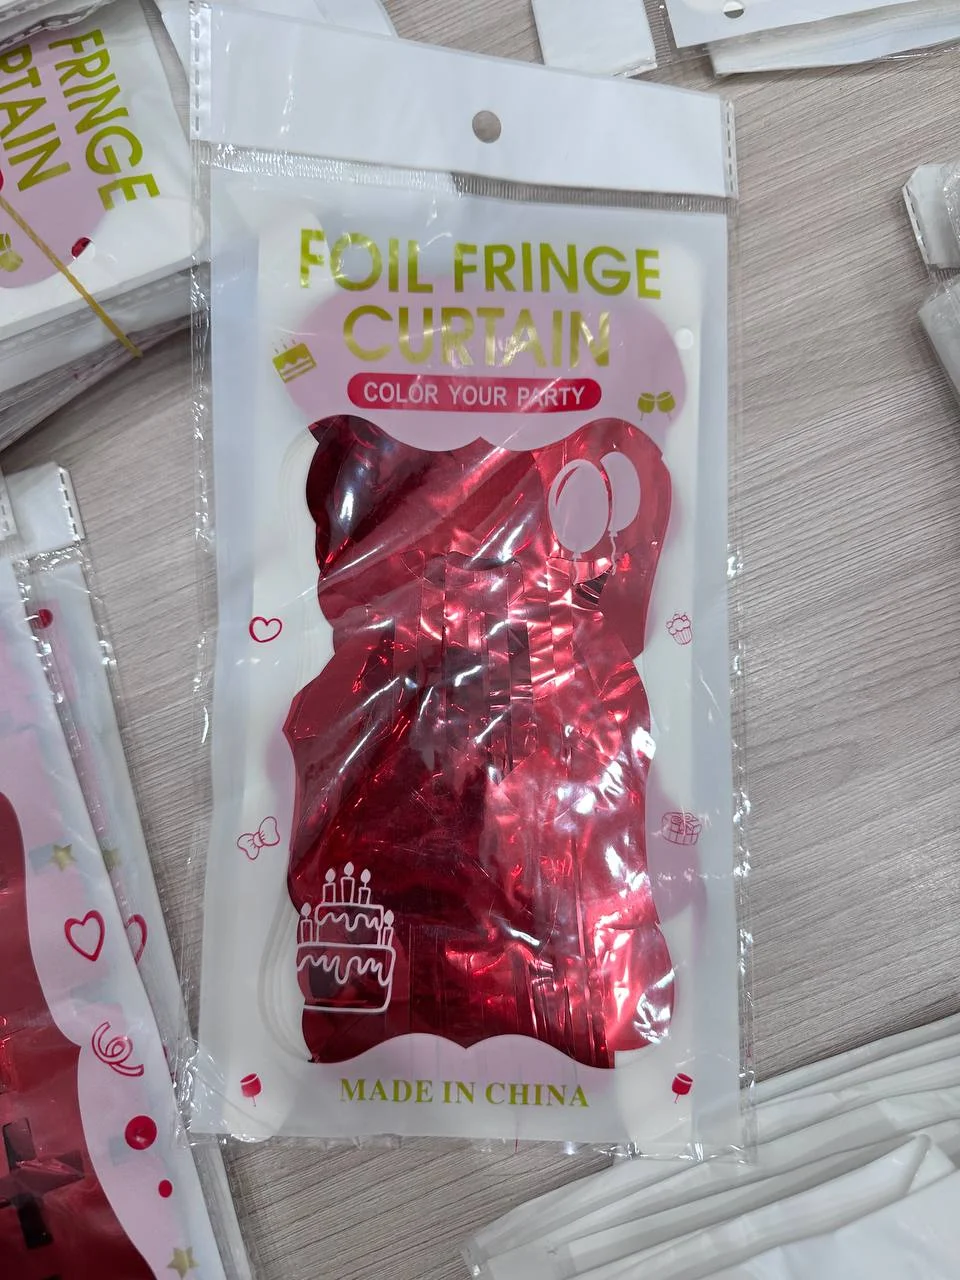 FRINGE
RTAIN
FOIL FRINGE
CURTAIN
COLOR YOUR PARTY
MADE IN CHINA